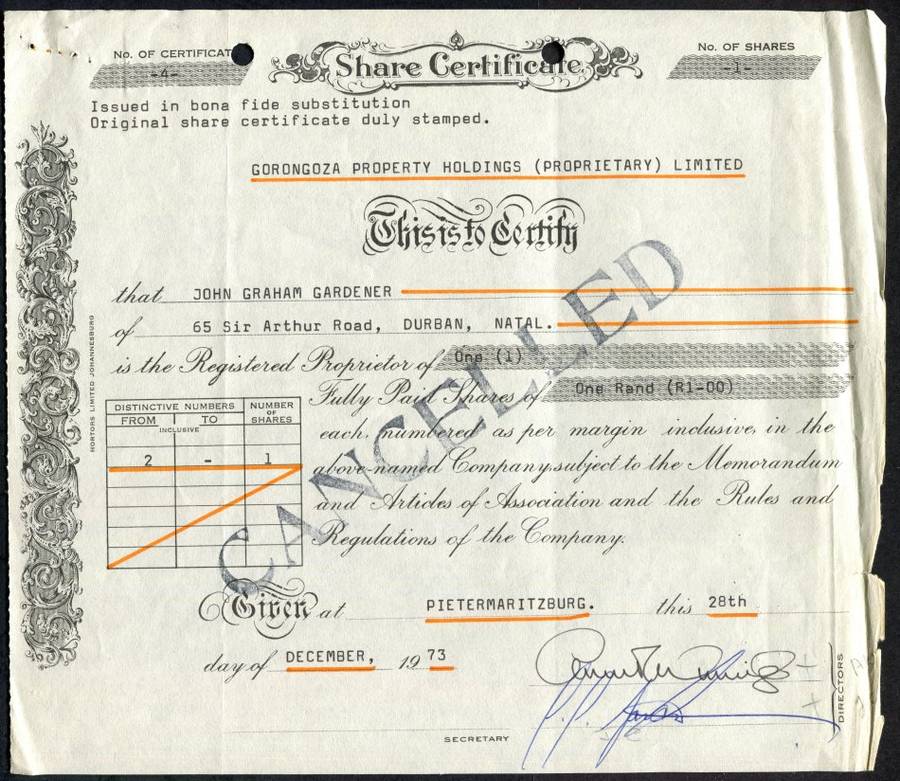 No. OF CERTIFICATE
-4-
Share Certificate
No. OF SHARES
-1-
Issued in bona fide substitution
Original share certificate duly stamped.
GORONGOZA PROPERTY HOLDINGS (PROPRIETARY) LIMITED
This is to Certify
that JOHN GRAHAM GARDENER
of 65 Sir Arthur Road, DURBAN, NATAL.
is the Registered Proprietor of One (1)
Fully Paid Shares of One Rand (R1-00)
each, numbered as per margin inclusive, in the
above-named Company, subject to the Memorandum
and Articles of Association and the Rules and
Regulations of the Company.
DISTINCTIVE NUMBERS NUMBER OF SHARES
FROM TO
INCLUSIVE
2 - 1
CANCELLED
Given at PIETERMARITZBURG. this 28th
day of DECEMBER, 1973
DIRECTORS
SECRETARY
HORTORS LIMITED JOHANNESBURG